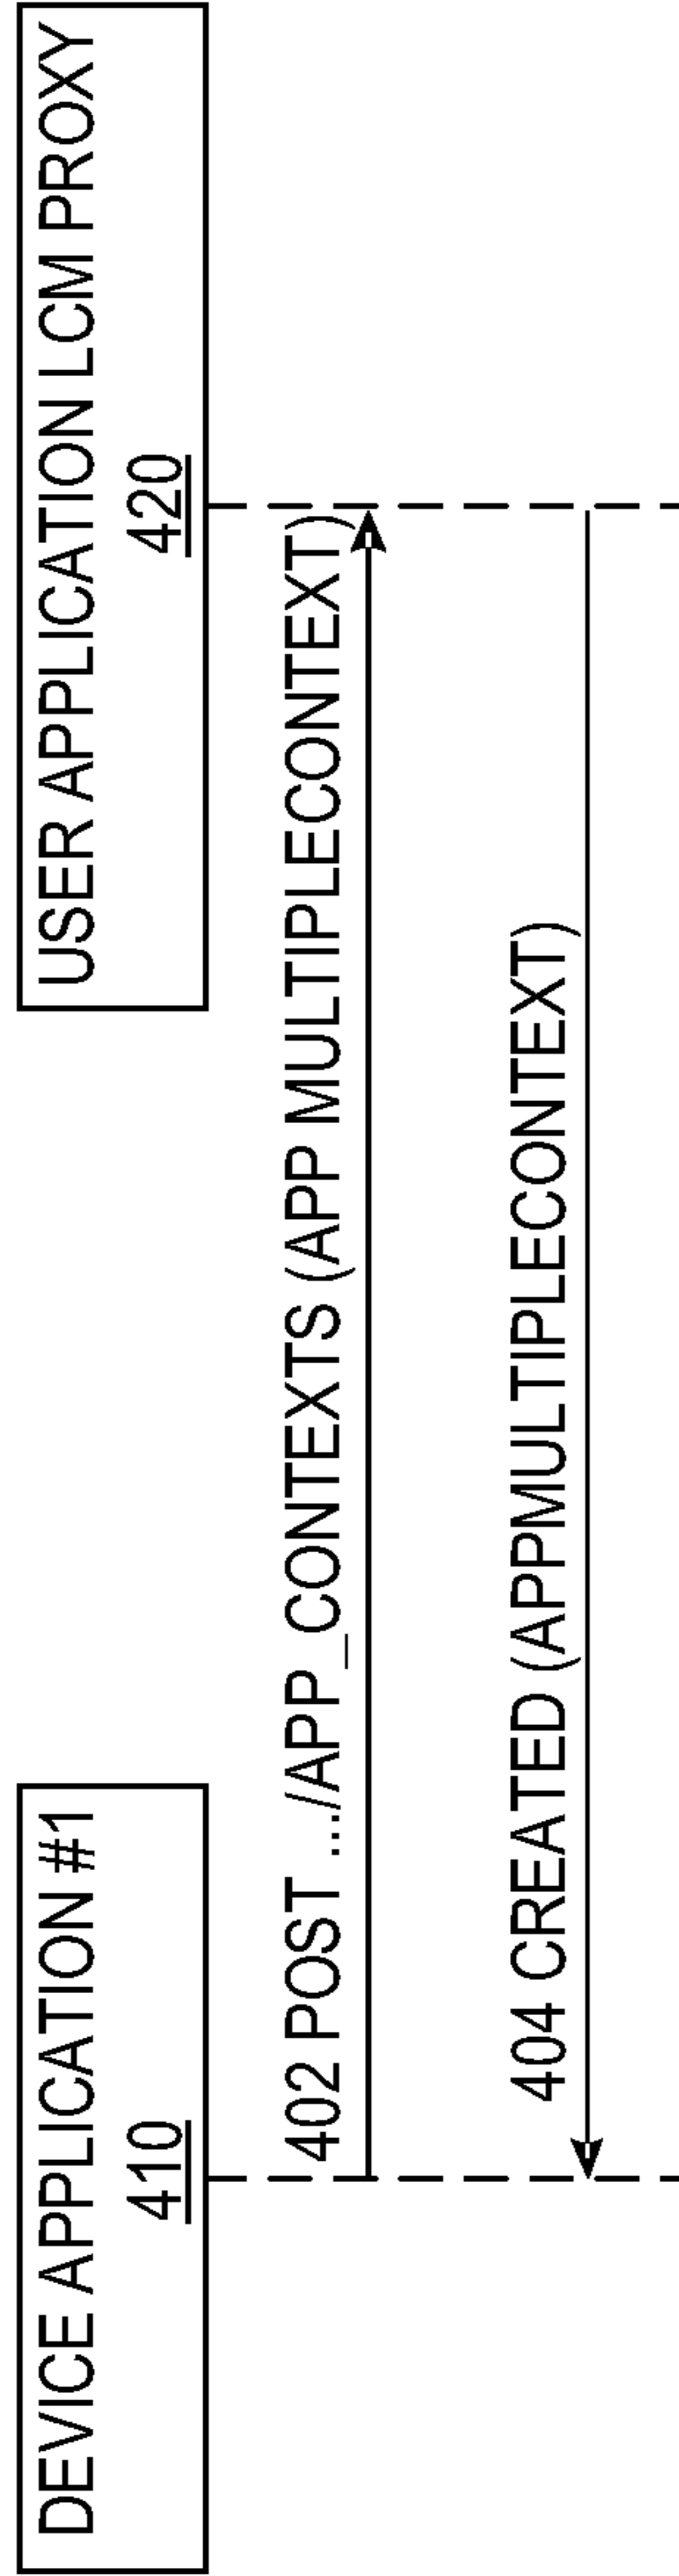 DEVICE APPLICATION #1
410
USER APPLICATION LCM PROXY
420
402 POST .../APP_CONTEXTS (APP MULTIPLECONTEXT)
404 CREATED (APPMULTIPLECONTEXT)